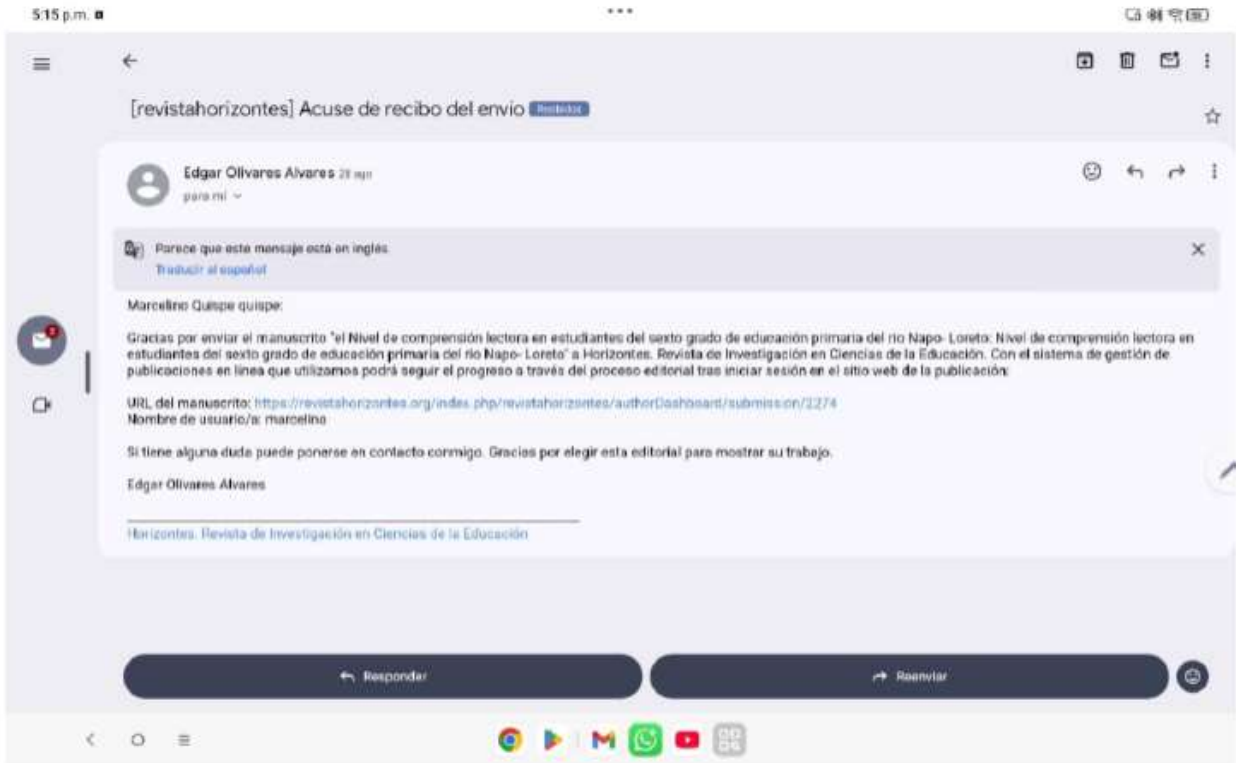 5:15 p.m.
[revistahorizontes] Acuse de recibo del envío Recibidos
Edgar Olivares Alvares 28 ago
para mí
Parece que este mensaje está en inglés
Traducir al español
Marcelino Quispe quispe:
Gracias por enviar el manuscrito "el Nivel de comprensión lectora en estudiantes del sexto grado de educación primaria del rio Napo- Loreto: Nivel de comprensión lectora en
estudiantes del sexto grado de educación primaria del rio Napo- Loreto" a Horizontes. Revista de Investigación en Ciencias de la Educación. Con el sistema de gestión de
publicaciones en línea que utilizamos podrá seguir el progreso a través del proceso editorial tras iniciar sesión en el sitio web de la publicación:
URL del manuscrito: https://revistahorizontes.org/index.php/revistahorizontes/authorDashboard/submission/2274
Nombre de usuario/a: marcelino
Si tiene alguna duda puede ponerse en contacto conmigo. Gracias por elegir esta editorial para mostrar su trabajo.
Edgar Olivares Alvares
Horizontes. Revista de Investigación en Ciencias de la Educación
Responder
Reenviar